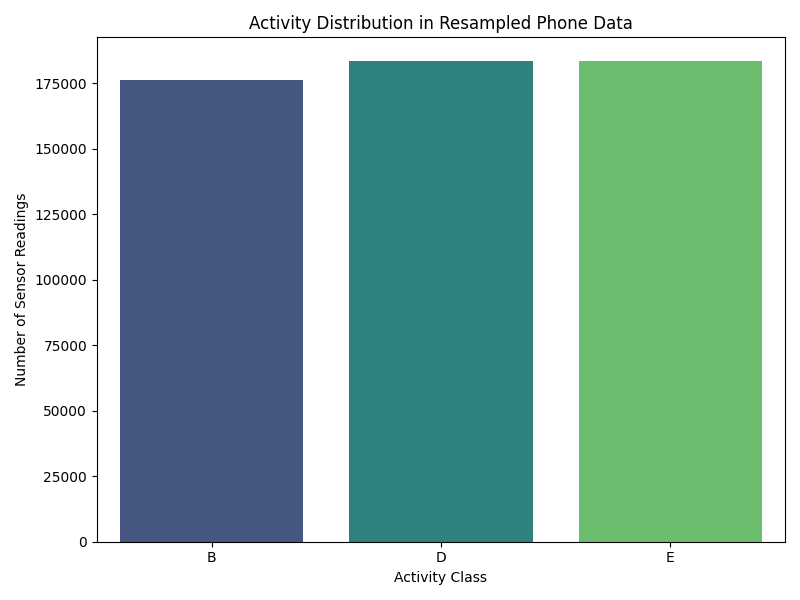 Activity Distribution in Resampled Phone Data
Number of Sensor Readings
175000
150000
125000
100000
75000
50000
25000
0
B D E
Activity Class